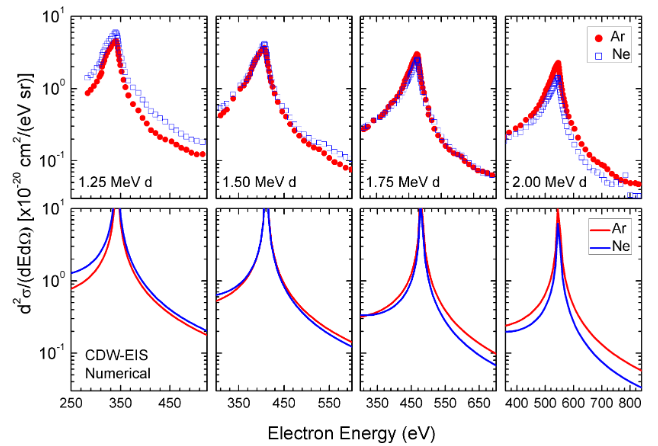 10¹
Ar
Ne
10⁰
10⁻¹
1.25 MeV d
1.50 MeV d
1.75 MeV d
2.00 MeV d
d²σ/(dEdΩ) [x10⁻²⁰ cm²/(eV sr)]
10¹
Ar
Ne
10⁰
10⁻¹
CDW-EIS
Numerical
250 350 450 350 450 550 350 450 550 650 400 500 600 700 800
Electron Energy (eV)